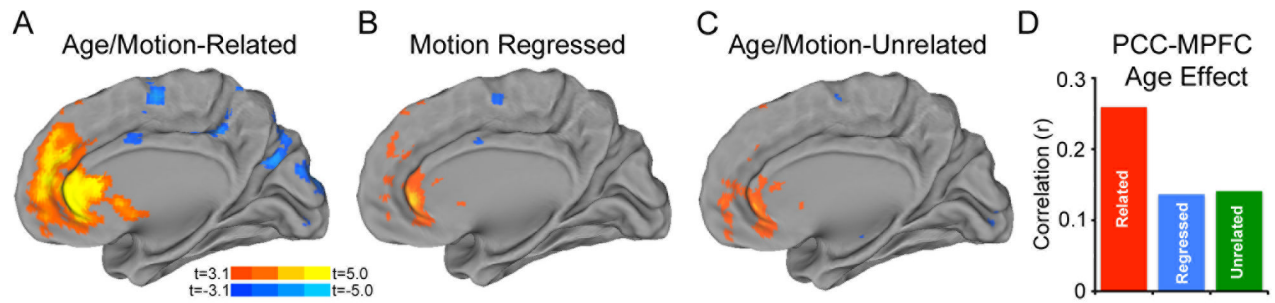 A
Age/Motion-Related
B
Motion Regressed
C
Age/Motion-Unrelated
D
PCC-MPFC
Age Effect
t=3.1
t=5.0
t=-3.1
t=-5.0
Correlation (r)
0.3
0.2
0.1
0
Related
Regressed
Unrelated